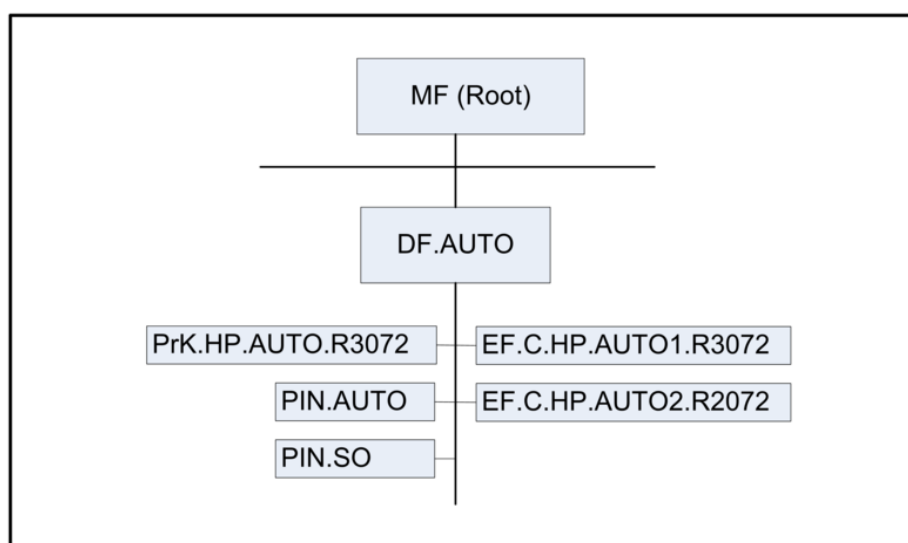 MF (Root)
DF.AUTO
PrK.HP.AUTO.R3072
EF.C.HP.AUTO1.R3072
PIN.AUTO
EF.C.HP.AUTO2.R2072
PIN.SO